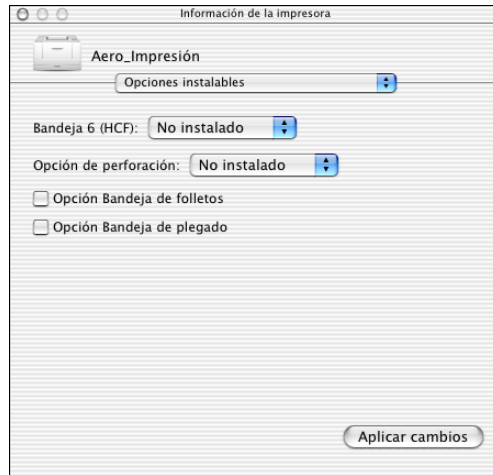 Información de la impresora
Aero_Impresión
Opciones instalables
Bandeja 6 (HCF): No instalado
Opción de perforación: No instalado
Opción Bandeja de folletos
Opción Bandeja de plegado
Aplicar cambios